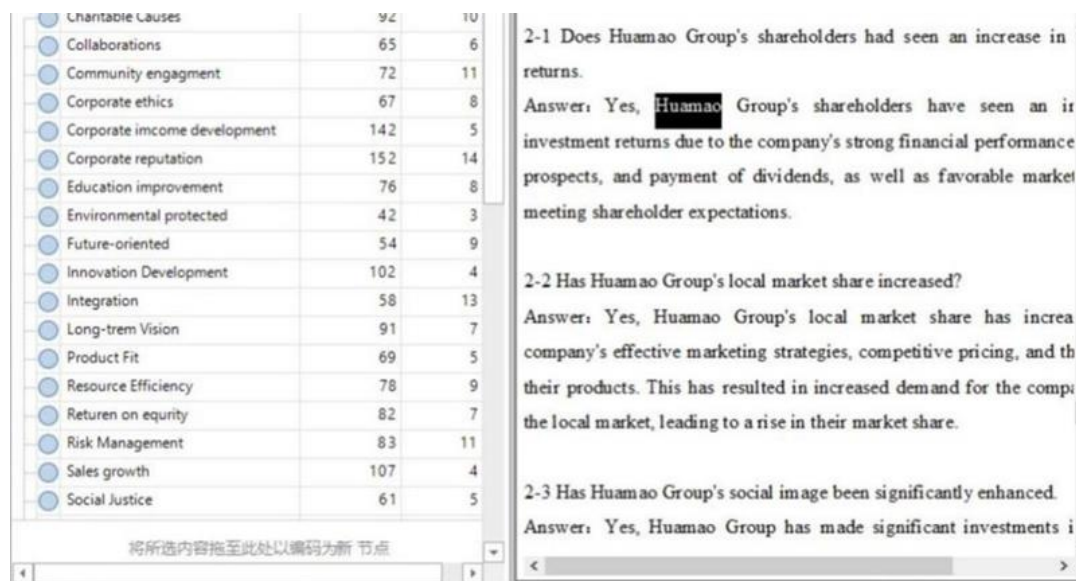 Charitable Causes 92 10
Collaborations 65 6
Community engagment 72 11
Corporate ethics 67 8
Corporate imcome development 142 5
Corporate reputation 152 14
Education improvement 76 8
Environmental protected 42 3
Future-oriented 54 9
Innovation Development 102 4
Integration 58 13
Long-trem Vision 91 7
Product Fit 69 5
Resource Efficiency 78 9
Returen on equrity 82 7
Risk Management 83 11
Sales growth 107 4
Social Justice 61 5
将所选内容拖至此处以编码为新 节点
2-1 Does Huamao Group's shareholders had seen an increase in
returns.
Answer: Yes, Huamao Group's shareholders have seen an
investment returns due to the company's strong financial performance
prospects, and payment of dividends, as well as favorable market
meeting shareholder expectations.
2-2 Has Huamao Group's local market share increased?
Answer: Yes, Huamao Group's local market share has increa
company's effective marketing strategies, competitive pricing, and th
their products. This has resulted in increased demand for the compa
the local market, leading to a rise in their market share.
2-3 Has Huamao Group's social image been significantly enhanced.
Answer: Yes, Huamao Group has made significant investments i